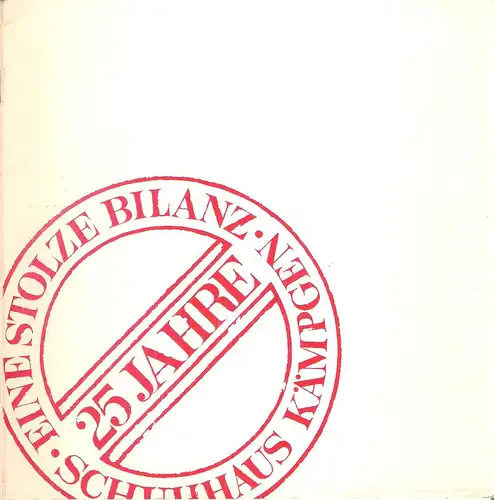 · EINE STOLZE BILANZ ·
25 JAHRE
SCHUHHAUS KÄMPGEN